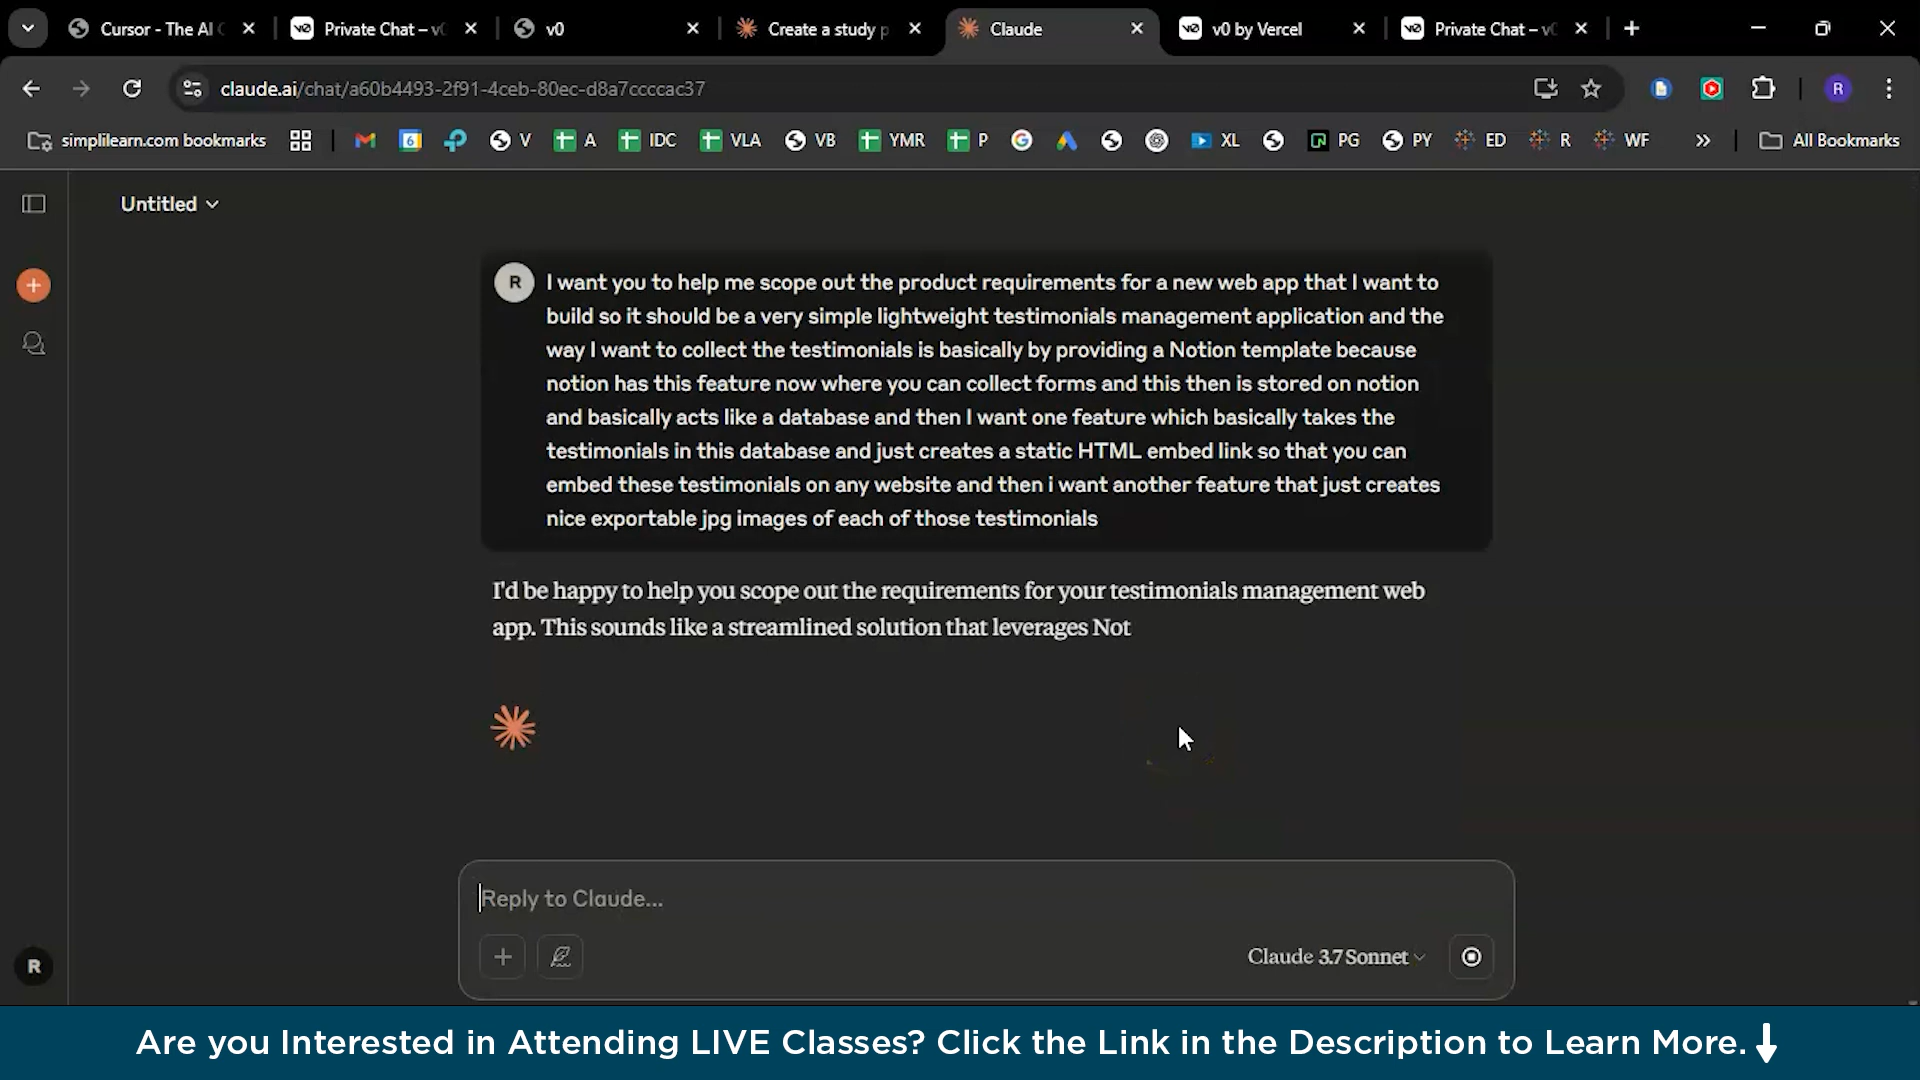 Cursor - The AI C
Private Chat – v0
v0
Create a study p
Claude
v0 by Vercel
Private Chat – v0
claude.ai/chat/a60b4493-2f91-4ceb-80ec-d8a7ccccac37
R
simplilearn.com bookmarks
6
V
A
IDC
VLA
VB
YMR
P
XL
PG
PY
ED
R
WF
»
All Bookmarks
Untitled
R
I want you to help me scope out the product requirements for a new web app that I want to
build so it should be a very simple lightweight testimonials management application and the
way I want to collect the testimonials is basically by providing a Notion template because
notion has this feature now where you can collect forms and this then is stored on notion
and basically acts like a database and then I want one feature which basically takes the
testimonials in this database and just creates a static HTML embed link so that you can
embed these testimonials on any website and then i want another feature that just creates
nice exportable jpg images of each of those testimonials
I'd be happy to help you scope out the requirements for your testimonials management web
app. This sounds like a streamlined solution that leverages Not
Reply to Claude...
Claude 3.7 Sonnet
R
Are you Interested in Attending LIVE Classes? Click the Link in the Description to Learn More.